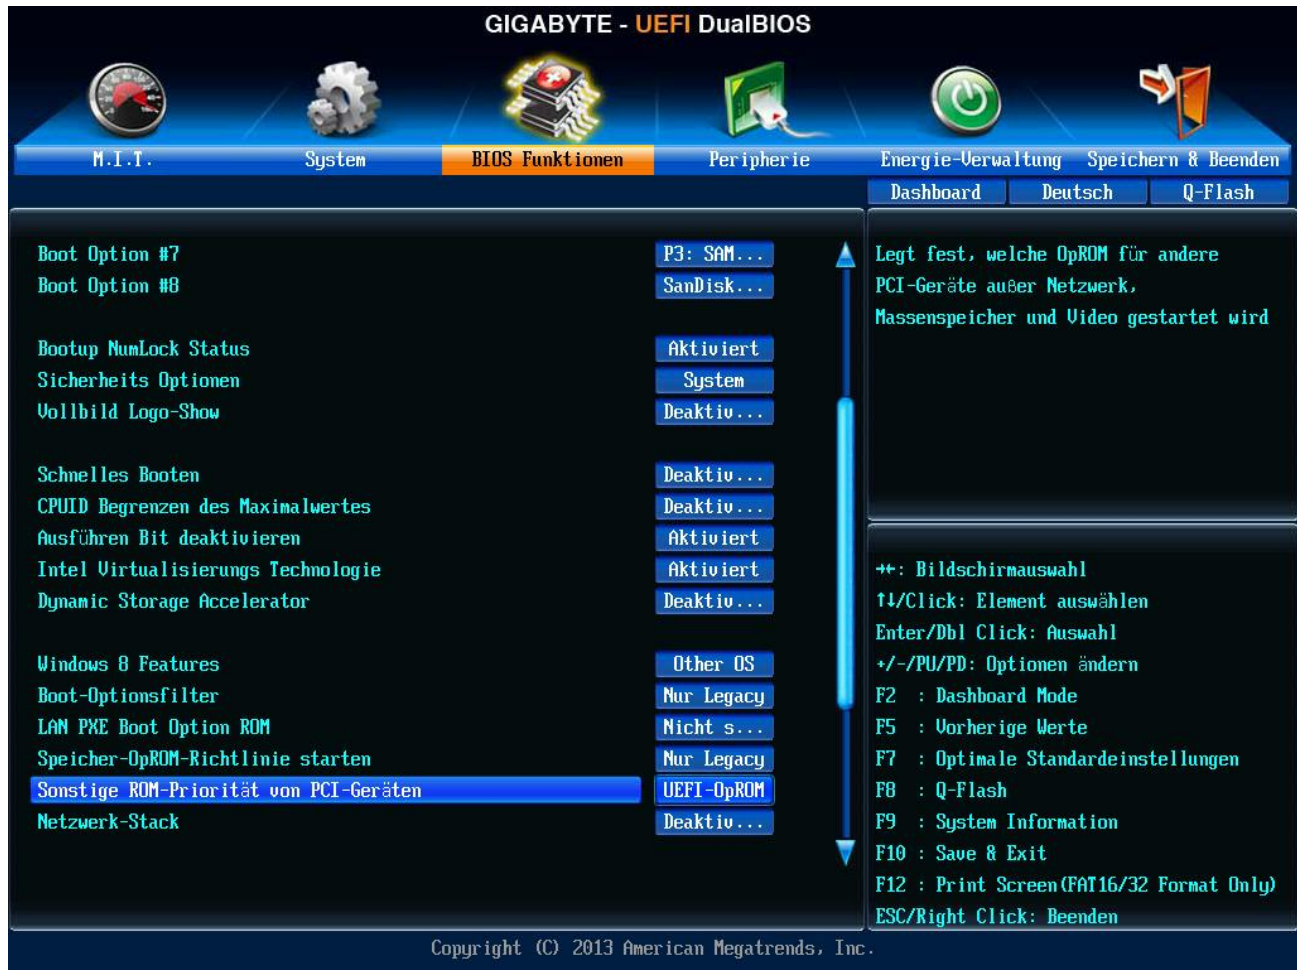 GIGABYTE - UEFI DualBIOS
M.I.T. System BIOS Funktionen Peripherie Energie-Verwaltung Speichern & Beenden
Dashboard Deutsch Q-Flash
Boot Option #7 P3: SAM...
Boot Option #8 SanDisk...
Bootup NumLock Status Aktiviert
Sicherheits Optionen System
Vollbild Logo-Show Deaktiv...
Schnelles Booten Deaktiv...
CPUID Begrenzen des Maximalwertes Deaktiv...
Ausführen Bit deaktivieren Aktiviert
Intel Virtualisierungs Technologie Aktiviert
Dynamic Storage Accelerator Deaktiv...
Windows 8 Features Other OS
Boot-Optionsfilter Nur Legacy
LAN PXE Boot Option ROM Nicht s...
Speicher-OpROM-Richtlinie starten Nur Legacy
Sonstige ROM-Priorität von PCI-Geräten UEFI-OpROM
Netzwerk-Stack Deaktiv...
Legt fest, welche OpROM für andere
PCI-Geräte außer Netzwerk,
Massenspeicher und Video gestartet wird
→←: Bildschirmauswahl
↑↓/Click: Element auswählen
Enter/Dbl Click: Auswahl
+/-/PU/PD: Optionen ändern
F2 : Dashboard Mode
F5 : Vorherige Werte
F7 : Optimale Standardeinstellungen
F8 : Q-Flash
F9 : System Information
F10 : Save & Exit
F12 : Print Screen(FAT16/32 Format Only)
ESC/Right Click: Beenden
Copyright (C) 2013 American Megatrends, Inc.